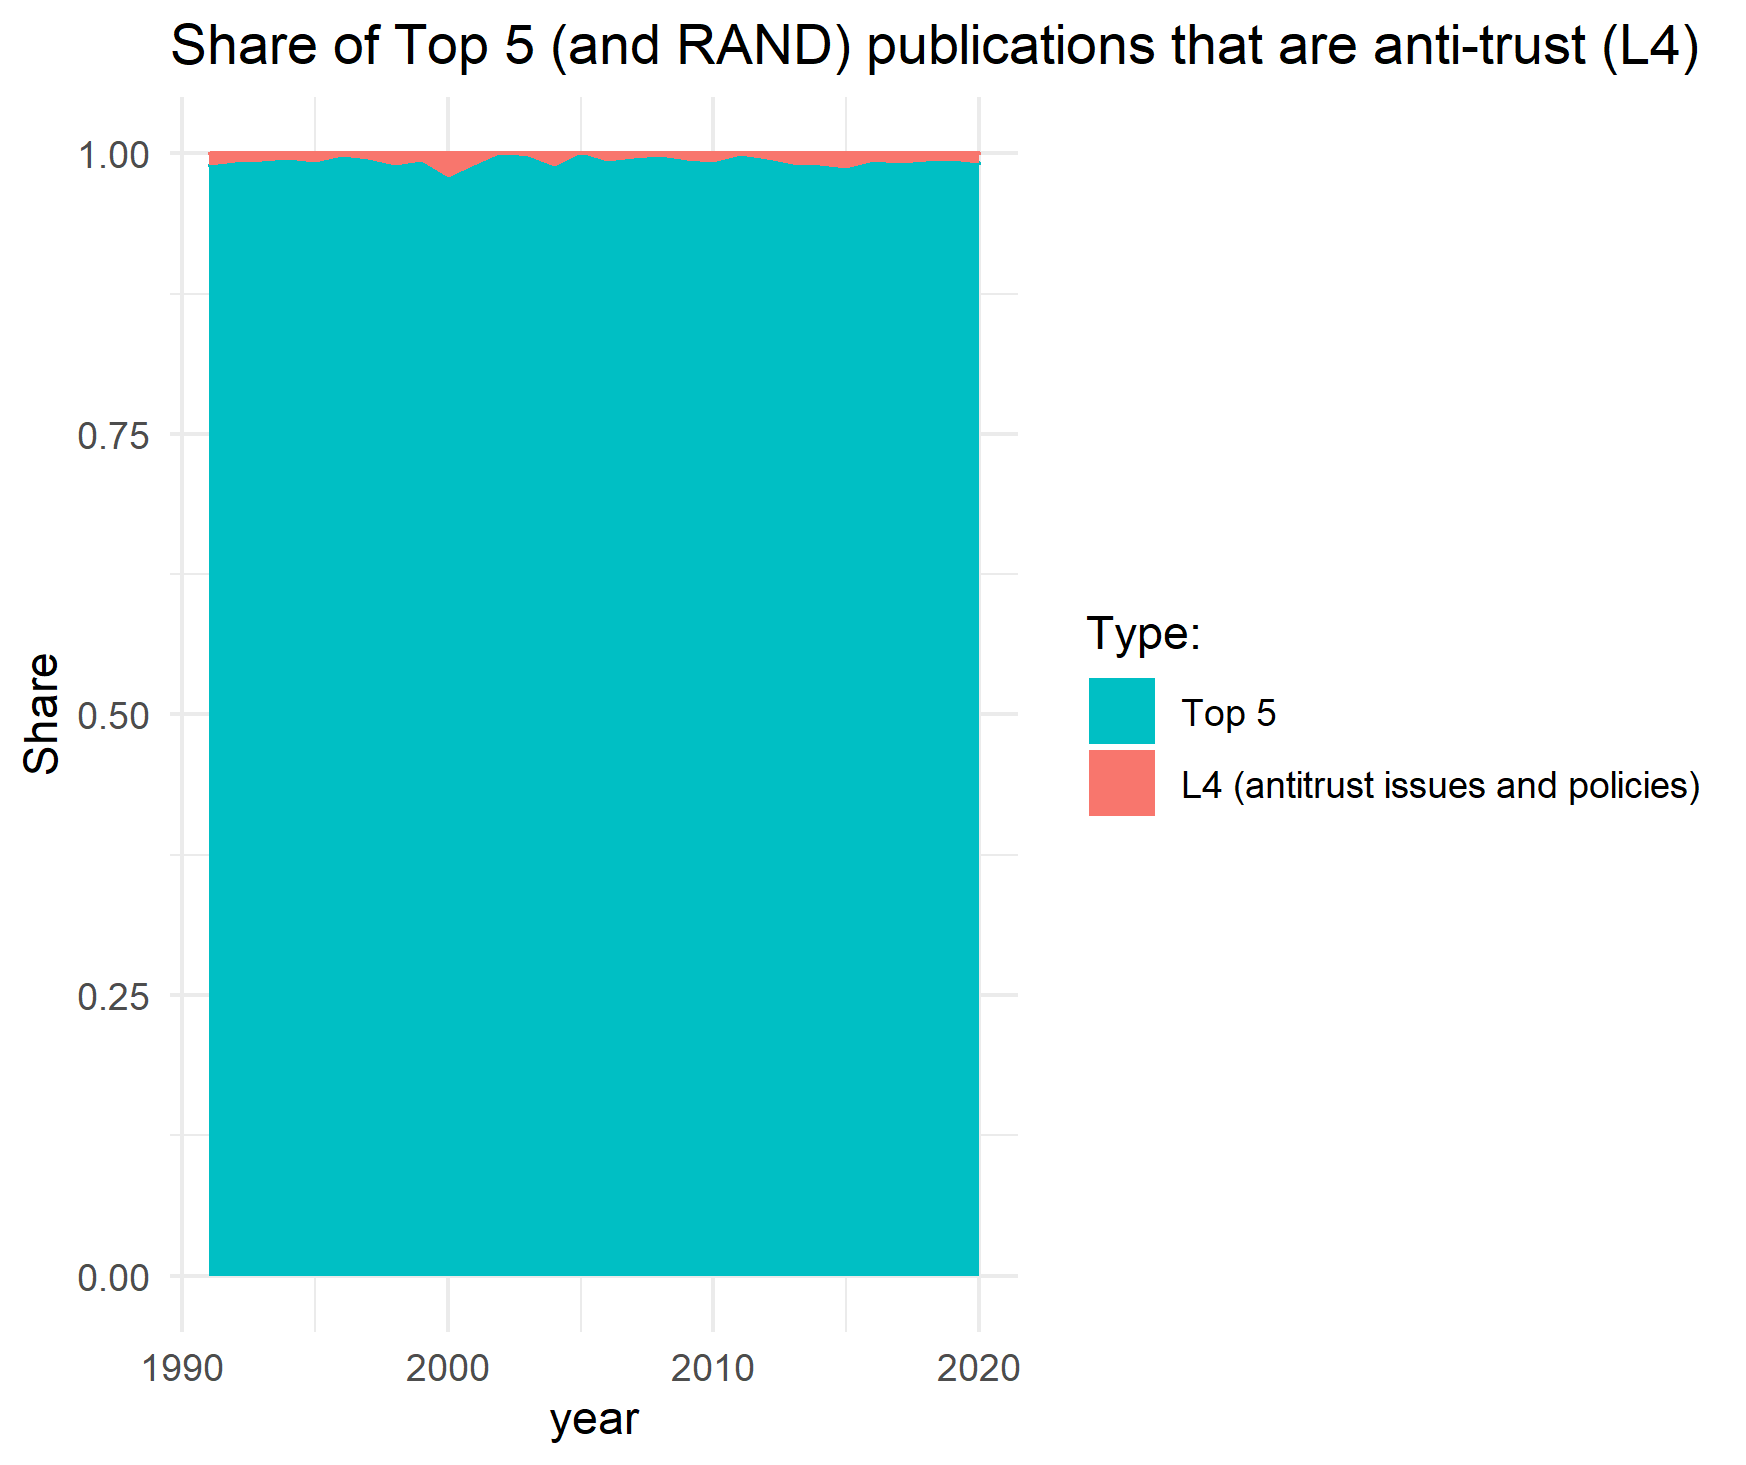 Share of Top 5 (and RAND) publications that are anti-trust (L4)
1.00
0.75
0.50
0.25
0.00
Share
1990 2000 2010 2020
year
Type:
Top 5
L4 (antitrust issues and policies)